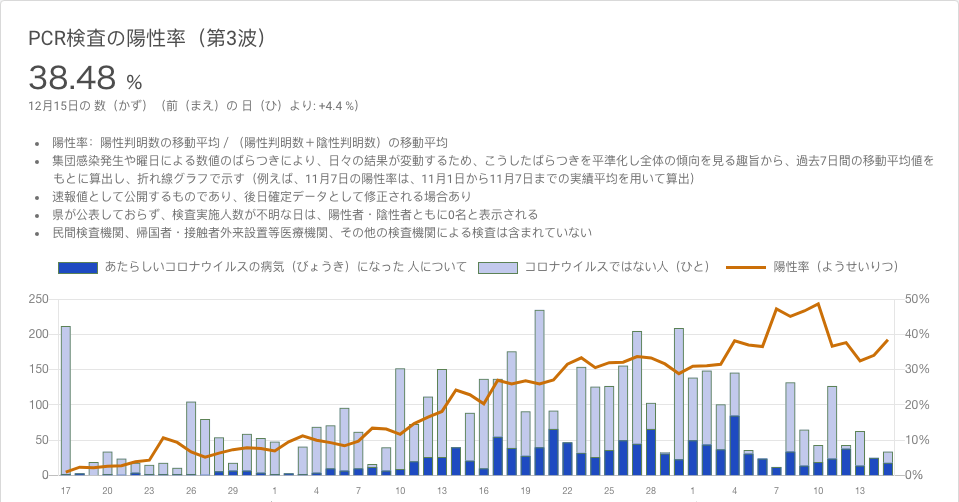 PCR検査の陽性率（第3波）
38.48 %
12月15日の 数（かず）（前（まえ）の 日（ひ）より: +4.4 %）
• 陽性率：陽性判明数の移動平均 / （陽性判明数＋陰性判明数）の移動平均
• 集団感染発生や曜日による数値のばらつきにより、日々の結果が変動するため、こうしたばらつきを平準化し全体の傾向を見る趣旨から、過去7日間の移動平均値を
もとに算出し、折れ線グラフで示す（例えば、11月7日の陽性率は、11月1日から11月7日までの実績平均を用いて算出）
• 速報値として公開するものであり、後日確定データとして修正される場合あり
• 県が公表しておらず、検査実施人数が不明な日は、陽性者・陰性者ともに0名と表示される
• 民間検査機関、帰国者・接触者外来設置等医療機関、その他の検査機関による検査は含まれていない
あたらしいコロナウイルスの病気（びょうき）になった 人について コロナウイルスではない人（ひと） 陽性率（ようせいりつ）
250 50%
200 40%
150 30%
100 20%
50 10%
0 0%
17 20 23 26 29 1 4 7 10 13 16 19 22 25 28 1 4 7 10 13